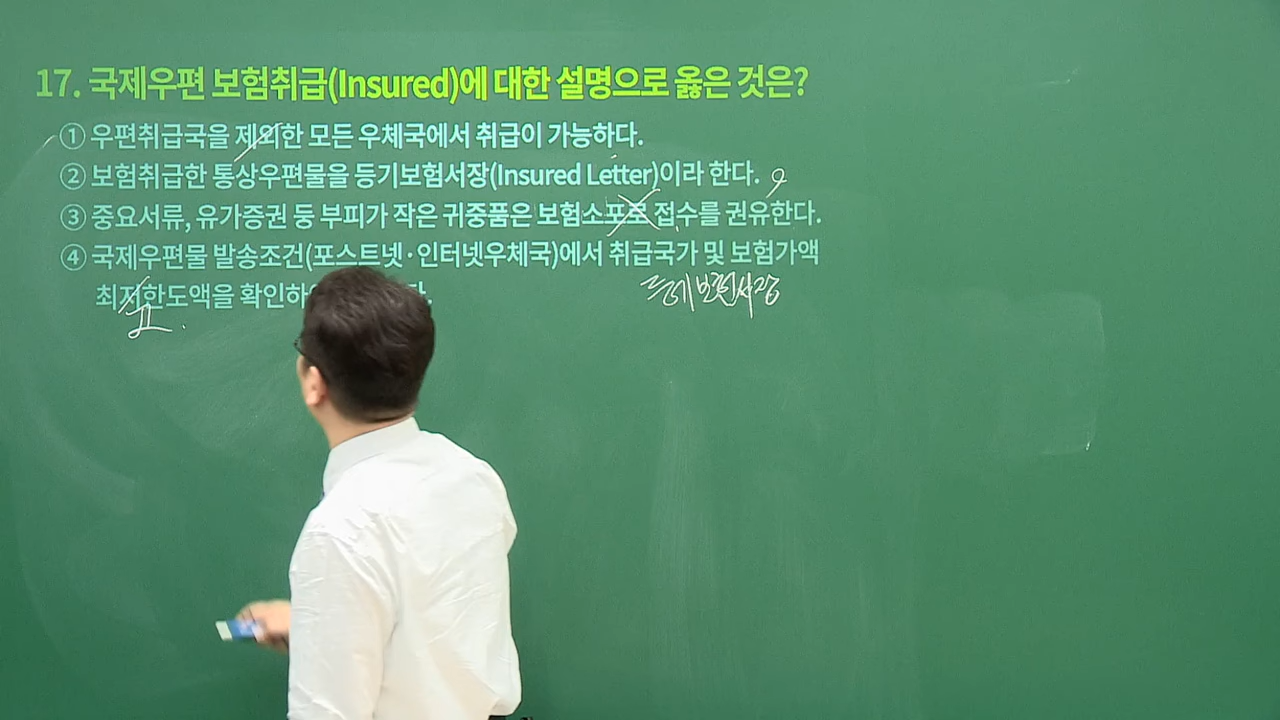 17. 국제우편 보험취급(Insured)에 대한 설명으로 옳은 것은?
① 우편취급국을 제외한 모든 우체국에서 취급이 가능하다.
② 보험취급한 통상우편물을 등기보험서장(Insured Letter)이라 한다.
③ 중요서류, 유가증권 등 부피가 작은 귀중품은 보험소포로 접수를 권유한다.
④ 국제우편물 발송조건(포스트넷·인터넷우체국)에서 취급국가 및 보험가액
최저한도액을 확인하
등기보험서장